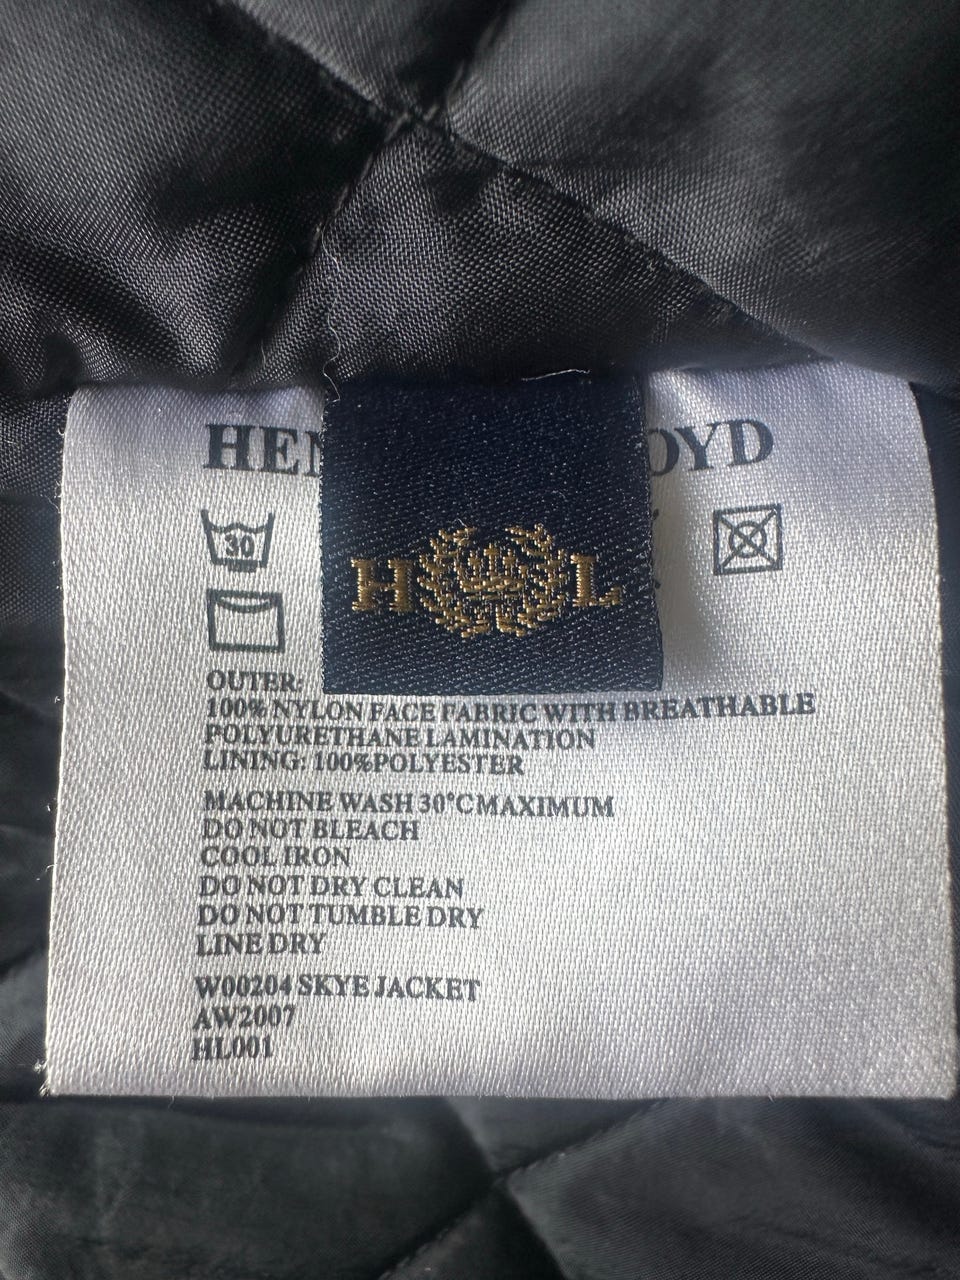 HEN OYD
30
H L
OUTER:
100% NYLON FACE FABRIC WITH BREATHABLE
POLYURETHANE LAMINATION
LINING: 100%POLYESTER
MACHINE WASH 30°C MAXIMUM
DO NOT BLEACH
COOL IRON
DO NOT DRY CLEAN
DO NOT TUMBLE DRY
LINE DRY
W00204 SKYE JACKET
AW2007
HL001